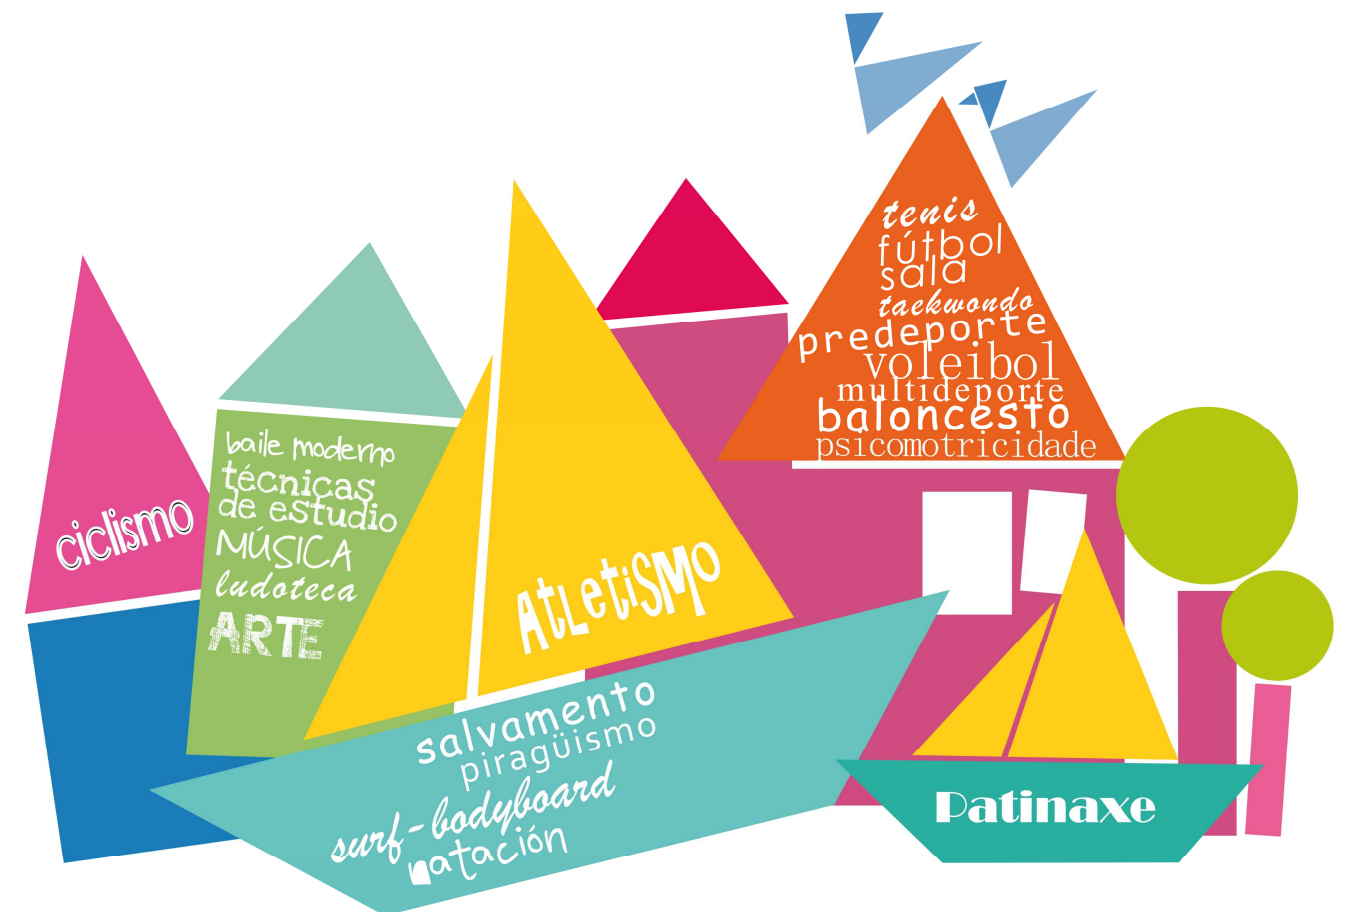 tenis
fútbol
sala
taekwondo
predeporte
voleibol
multideporte
baloncesto
psicomotricidade
ciclismo
baile moderno
técnicas
de estudio
MÚSICA
ludoteca
ARTE
AtLetiSMo
salvamento
piragüismo
surf-bodyboard
natación
Patinaxe